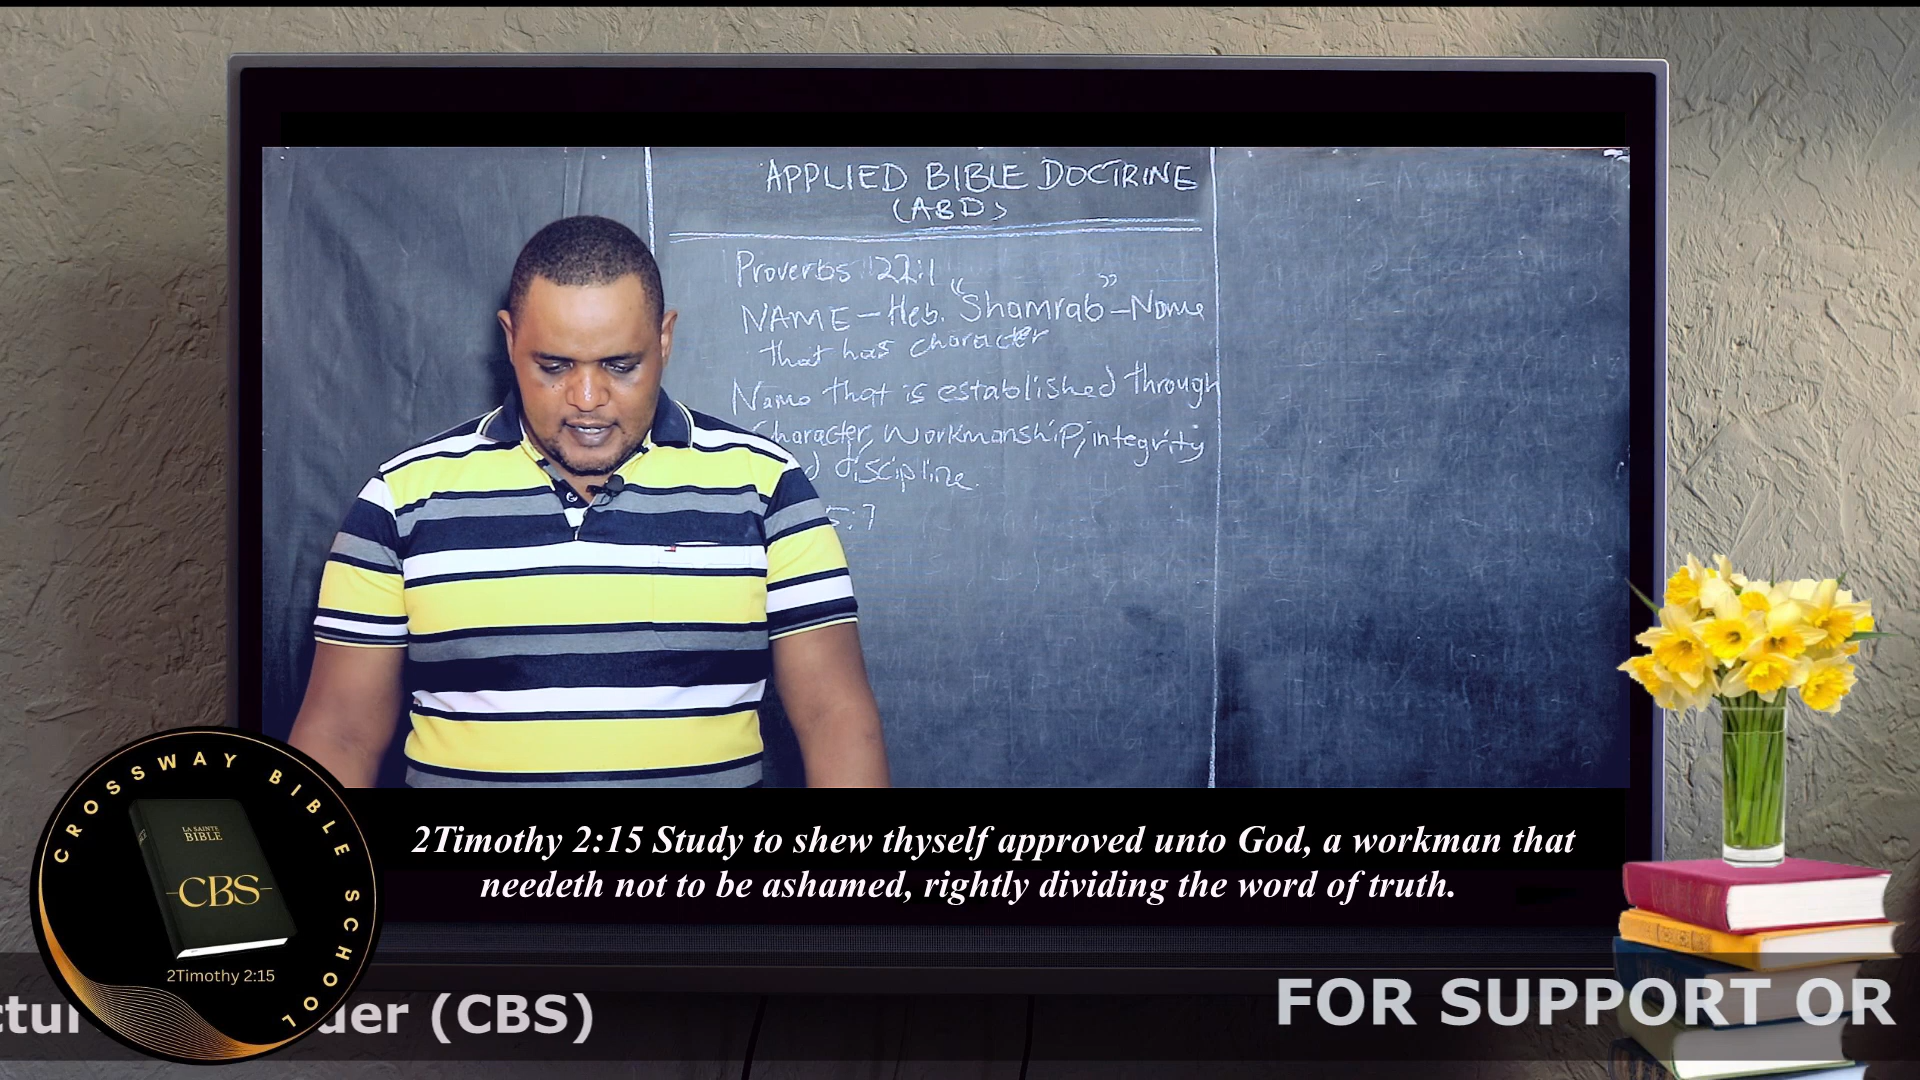 APPLIED BIBLE DOCTRINE
(ABD)
Proverbs 22:1
NAME - Heb. "Shamrab" - Name
that has character
Name that is established through
Character, workmanship, integrity
discipline.
5:7
2Timothy 2:15 Study to shew thyself approved unto God, a workman that
needeth not to be ashamed, rightly dividing the word of truth.
CROSSWAY BIBLE SCHOOL
LA SAINTE
BIBLE
CBS
2Timothy 2:15
(CBS)
FOR SUPPORT OR